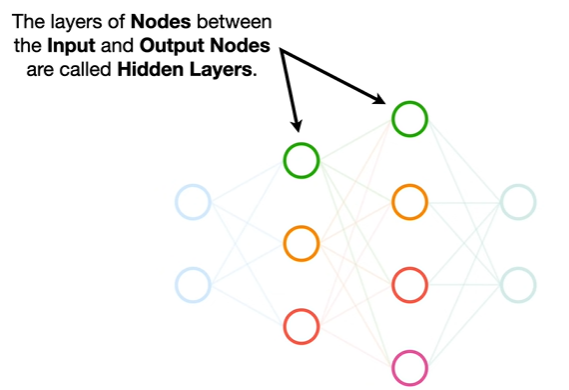 The layers of Nodes between
the Input and Output Nodes
are called Hidden Layers.